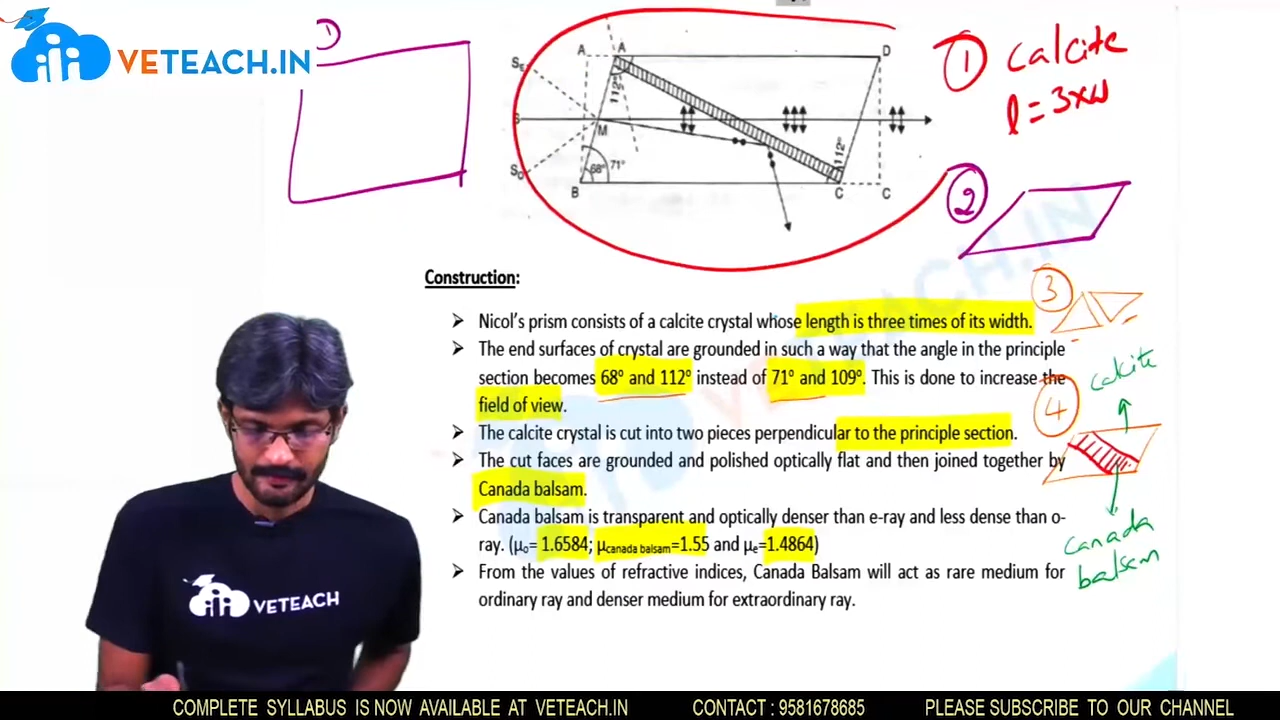 VETEACH.IN
1
A
A
D
S_E
S
M
S_O
112°
112°
68°
71°
B
C
C
① calcite
l = 3xw
②
③
④
calcite
canada
balsam
Construction:
➤ Nicol's prism consists of a calcite crystal whose length is three times of its width.
➤ The end surfaces of crystal are grounded in such a way that the angle in the principle
section becomes 68° and 112° instead of 71° and 109°. This is done to increase the
field of view.
➤ The calcite crystal is cut into two pieces perpendicular to the principle section.
➤ The cut faces are grounded and polished optically flat and then joined together by
Canada balsam.
➤ Canada balsam is transparent and optically denser than e-ray and less dense than o-
ray. (μo= 1.6584; μcanada balsam=1.55 and μe=1.4864)
➤ From the values of refractive indices, Canada Balsam will act as rare medium for
ordinary ray and denser medium for extraordinary ray.
VETEACH
VETEACH.IN
COMPLETE SYLLABUS IS NOW AVAILABLE AT VETEACH.IN CONTACT : 9581678685 PLEASE SUBSCRIBE TO OUR CHANNEL